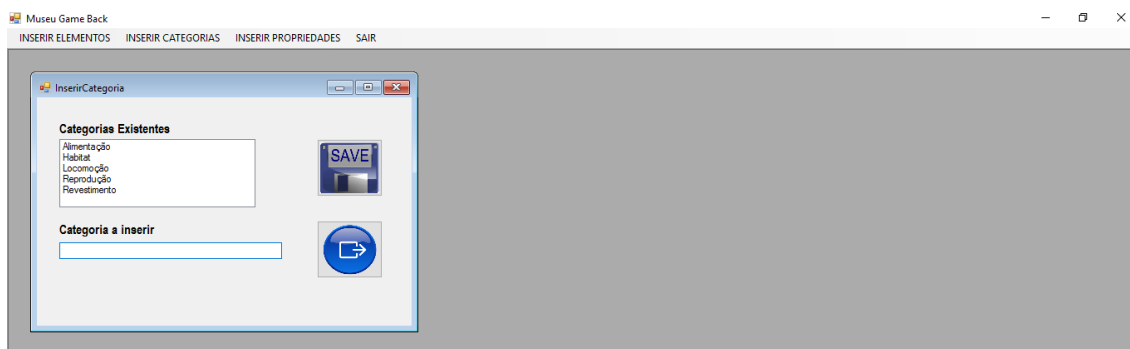 Museu Game Back
INSERIR ELEMENTOS INSERIR CATEGORIAS INSERIR PROPRIEDADES SAIR
InserirCategoria
Categorias Existentes
Alimentação
Habitat
Locomoção
Reprodução
Revestimento
SAVE
Categoria a inserir